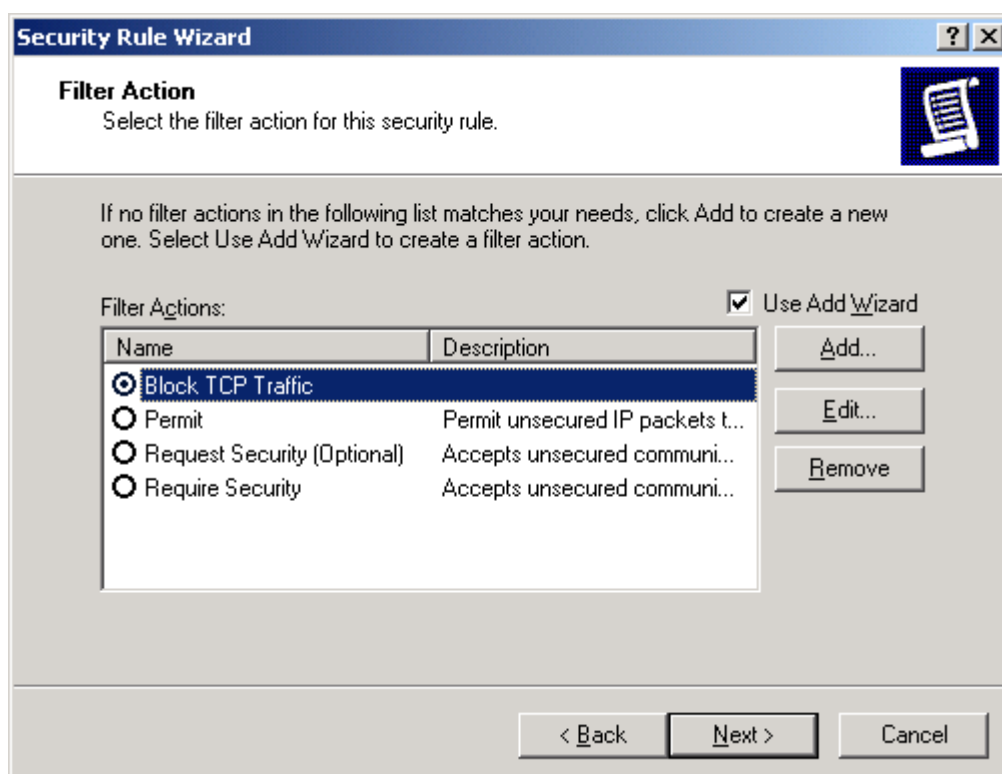 Security Rule Wizard
Filter Action
Select the filter action for this security rule.
If no filter actions in the following list matches your needs, click Add to create a new
one. Select Use Add Wizard to create a filter action.
Filter Actions:
Use Add Wizard
Name Description
Add...
Block TCP Traffic
Permit Permit unsecured IP packets t...
Edit...
Request Security (Optional) Accepts unsecured communi...
Remove
Require Security Accepts unsecured communi...
< Back Next > Cancel